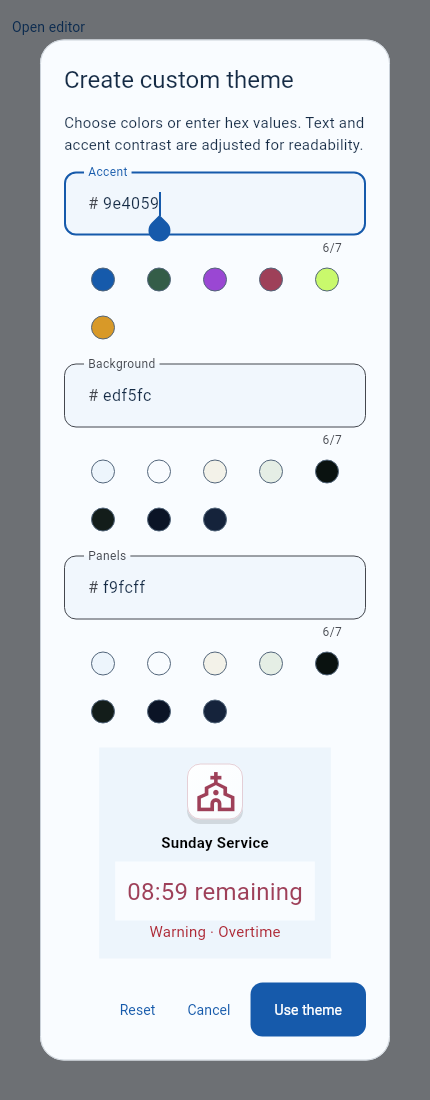 Open editor
Create custom theme
Choose colors or enter hex values. Text and
accent contrast are adjusted for readability.
Accent
# 9e4059
6/7
Background
# edf5fc
6/7
Panels
# f9fcff
6/7
Sunday Service
08:59 remaining
Warning · Overtime
Reset Cancel Use theme